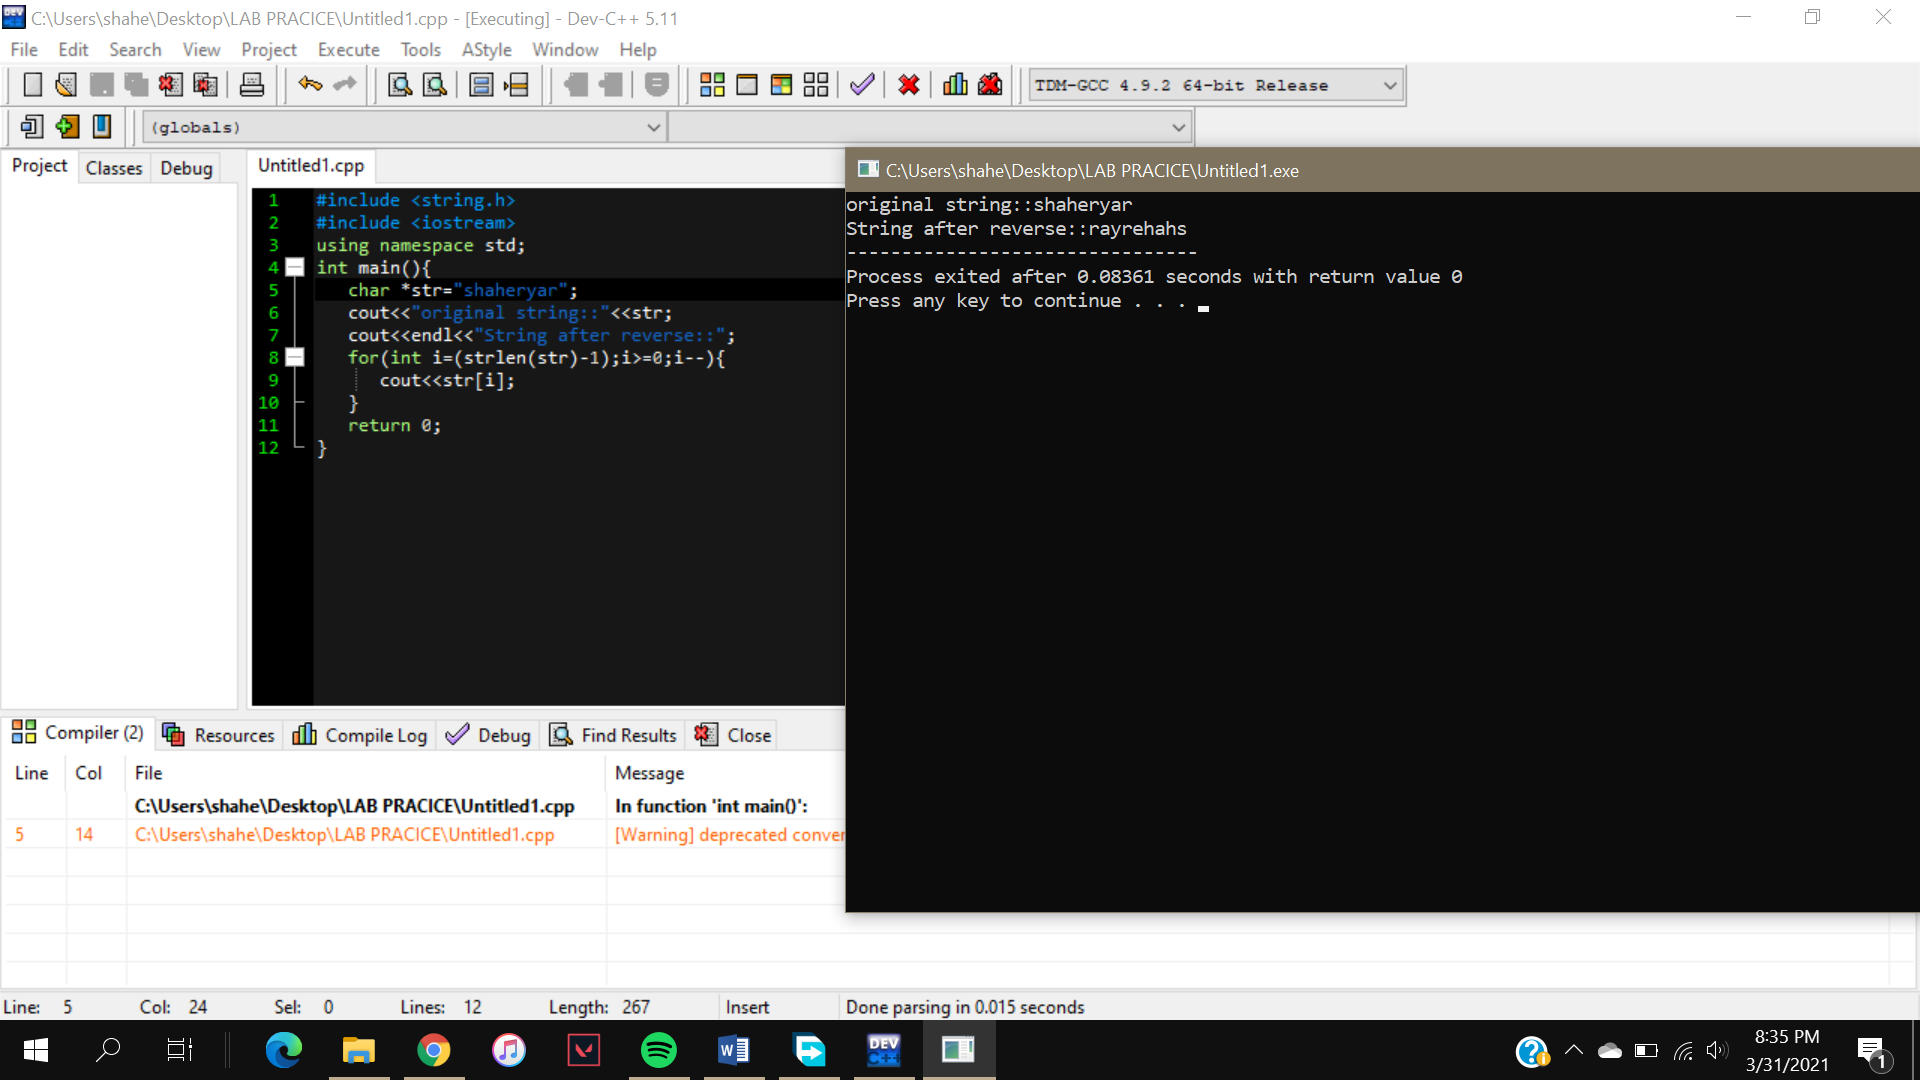 C:\Users\shahe\Desktop\LAB PRACICE\Untitled1.cpp - [Executing] - Dev-C++ 5.11
File Edit Search View Project Execute Tools AStyle Window Help
TDM-GCC 4.9.2 64-bit Release
(globals)
Project Classes Debug
Untitled1.cpp
1 #include <string.h>
2 #include <iostream>
3 using namespace std;
4 int main(){
5 char *str="shaheryar";
6 cout<<"original string::"<<str;
7 cout<<endl<<"String after reverse::";
8 for(int i=(strlen(str)-1);i>=0;i--){
9 cout<<str[i];
10 }
11 return 0;
12 }
C:\Users\shahe\Desktop\LAB PRACICE\Untitled1.exe
original string::shaheryar
String after reverse::rayrehahs
--------------------------------
Process exited after 0.08361 seconds with return value 0
Press any key to continue . . .
Compiler (2) Resources Compile Log Debug Find Results Close
Line Col File Message
C:\Users\shahe\Desktop\LAB PRACICE\Untitled1.cpp In function 'int main()':
5 14 C:\Users\shahe\Desktop\LAB PRACICE\Untitled1.cpp [Warning] deprecated conver
Line: 5 Col: 24 Sel: 0 Lines: 12 Length: 267 Insert Done parsing in 0.015 seconds
DEV
C++
8:35 PM
3/31/2021
1